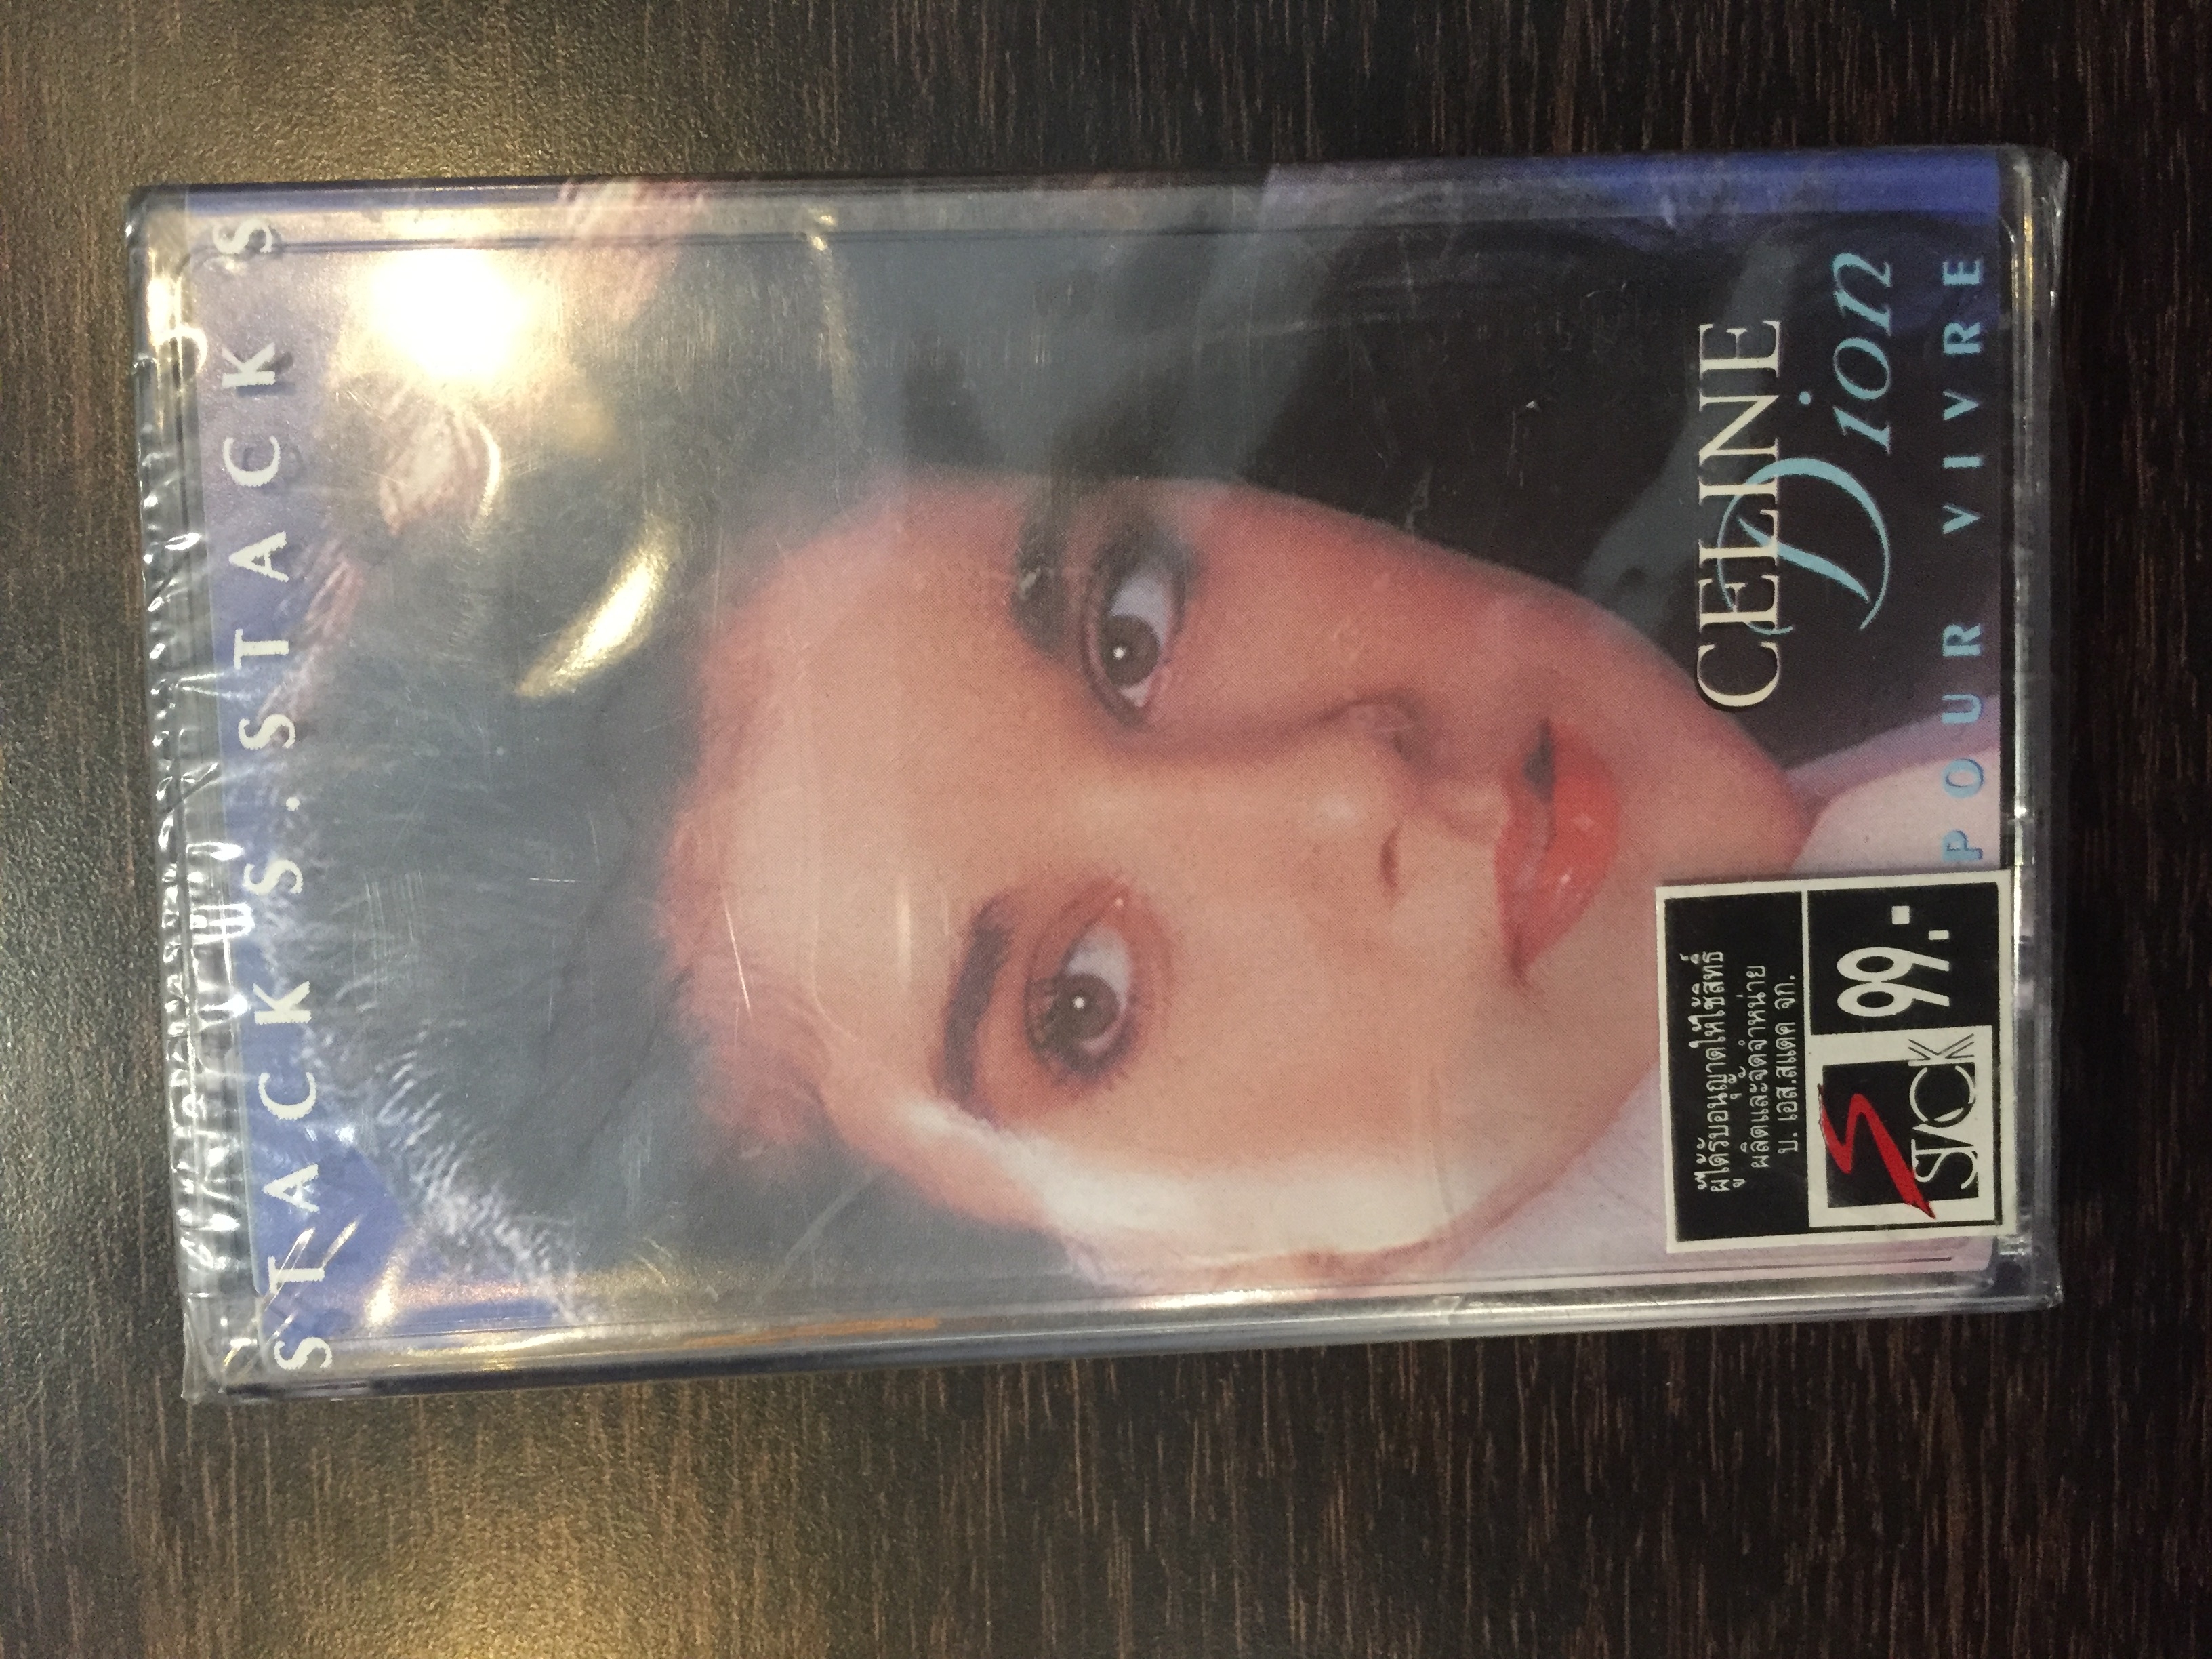 S T A C K S . S T A C K S
CELINE
Dion
POUR VIVRE
ผู้ได้รับอนุญาตให้ใช้สิทธิ์
ผลิตและจัดจำหน่าย
บ. เอส.สแตค จก.
S STACK 99.-